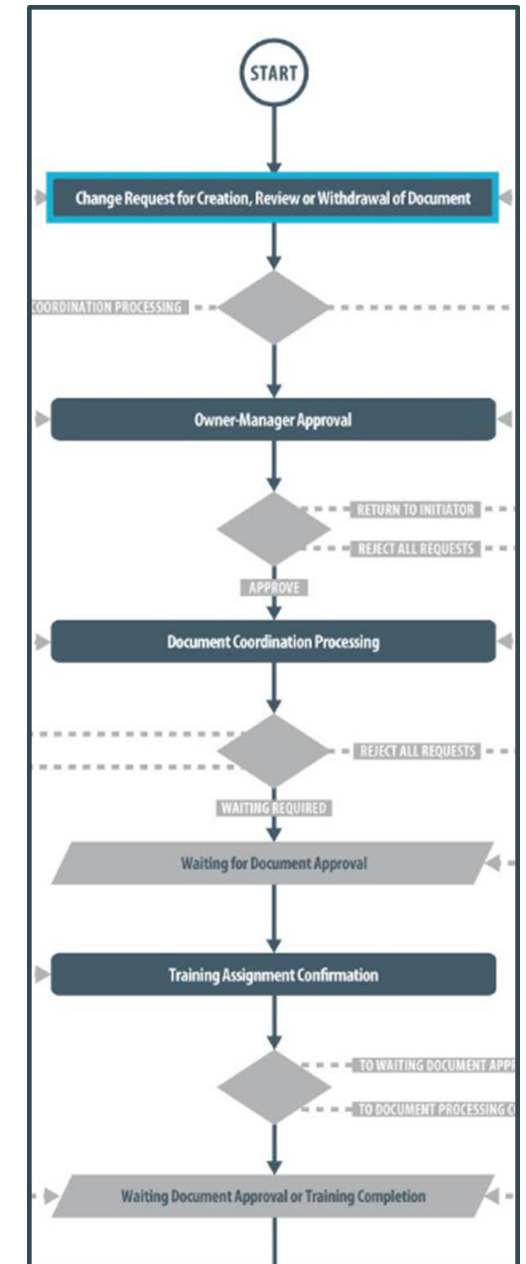 START
Change Request for Creation, Review or Withdrawal of Document
COORDINATION PROCESSING
Owner-Manager Approval
RETURN TO INITIATOR
REJECT ALL REQUESTS
APPROVE
Document Coordination Processing
REJECT ALL REQUESTS
WAITING REQUIRED
Waiting for Document Approval
Training Assignment Confirmation
TO WAITING DOCUMENT APP
TO DOCUMENT PROCESSING
Waiting Document Approval or Training Completion